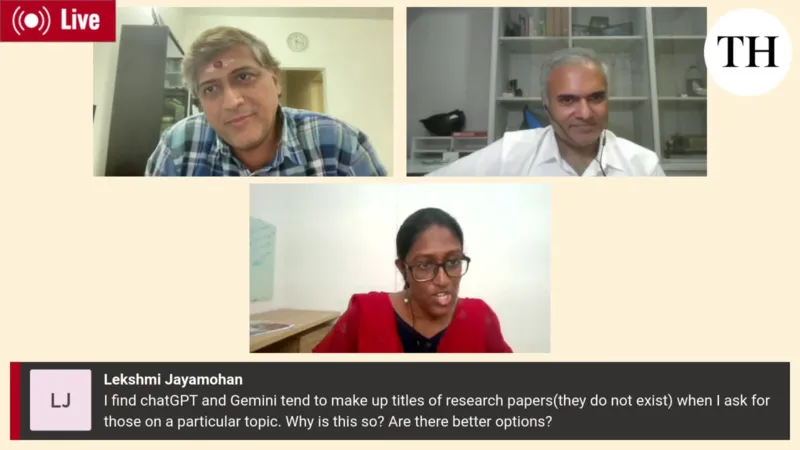 Live
TH
Lekshmi Jayamohan
LJ
I find chatGPT and Gemini tend to make up titles of research papers(they do not exist) when I ask for
those on a particular topic. Why is this so? Are there better options?